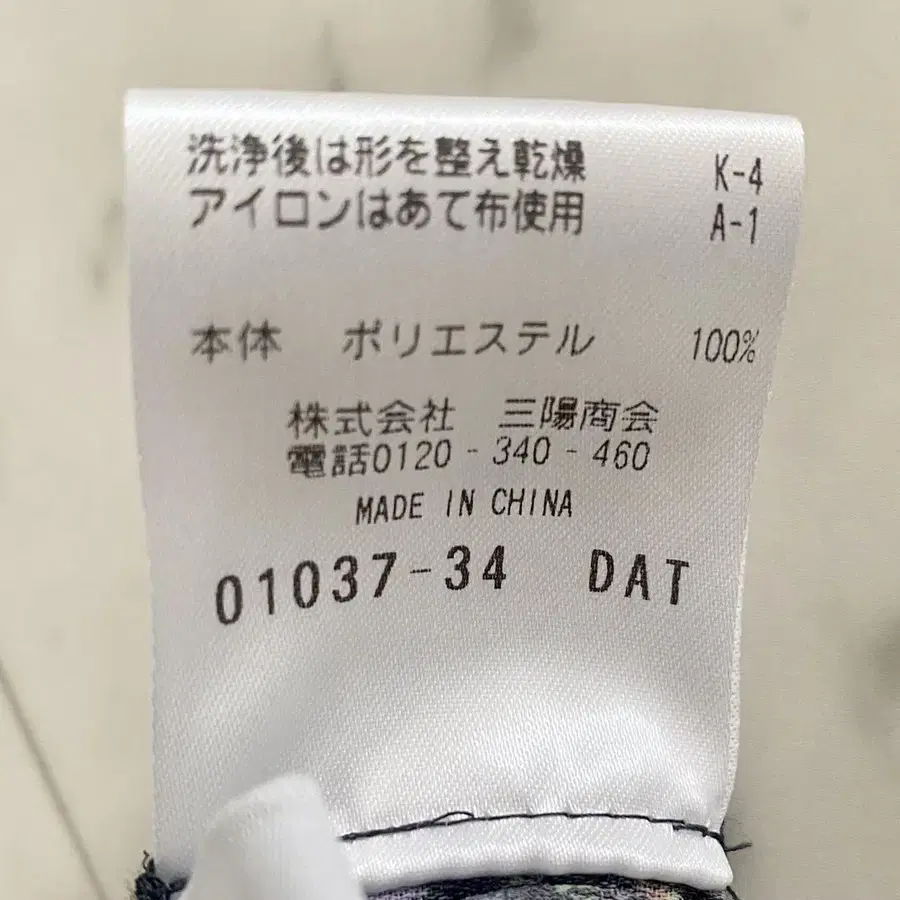 洗浄後は形を整え乾燥 K-4
アイロンはあて布使用 A-1
本体 ポリエステル 100%
株式会社 三陽商会
電話0120-340-460
MADE IN CHINA
01037-34 DAT